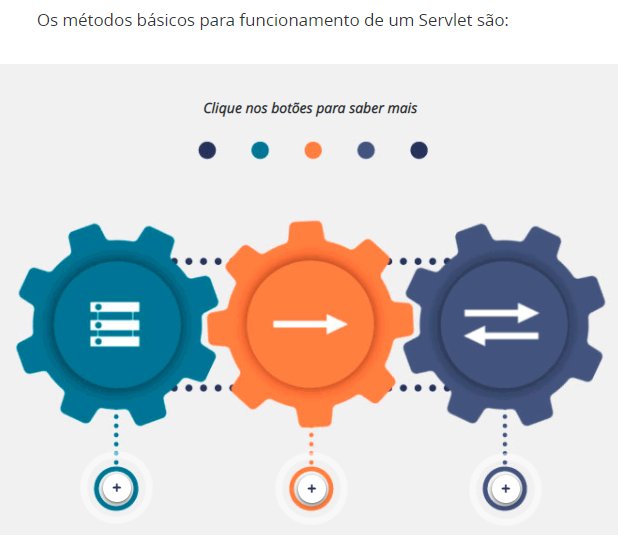 Os métodos básicos para funcionamento de um Servlet são:
Clique nos botões para saber mais
+ + +